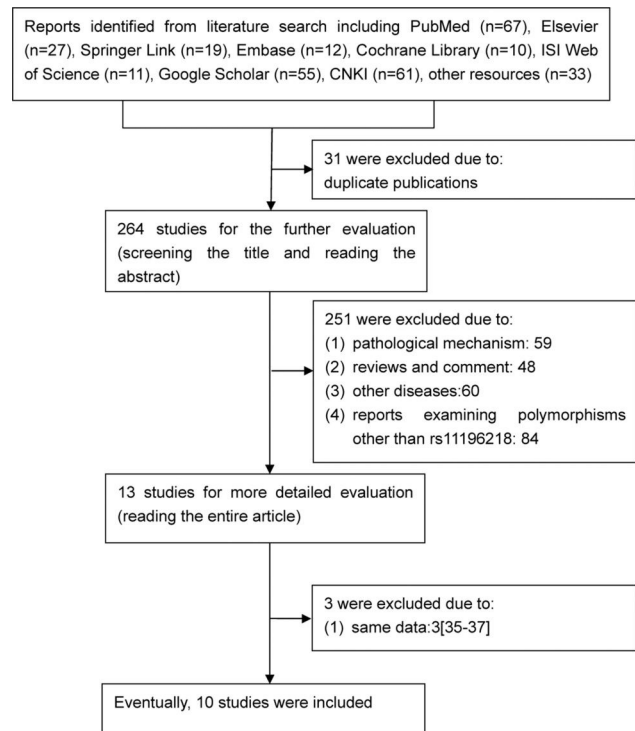 Reports identified from literature search including PubMed (n=67), Elsevier
(n=27), Springer Link (n=19), Embase (n=12), Cochrane Library (n=10), ISI Web
of Science (n=11), Google Scholar (n=55), CNKI (n=61), other resources (n=33)
31 were excluded due to:
duplicate publications
264 studies for the further evaluation
(screening the title and reading the
abstract)
251 were excluded due to:
(1) pathological mechanism: 59
(2) reviews and comment: 48
(3) other diseases:60
(4) reports examining polymorphisms
other than rs11196218: 84
13 studies for more detailed evaluation
(reading the entire article)
3 were excluded due to:
(1) same data:3[35-37]
Eventually, 10 studies were included